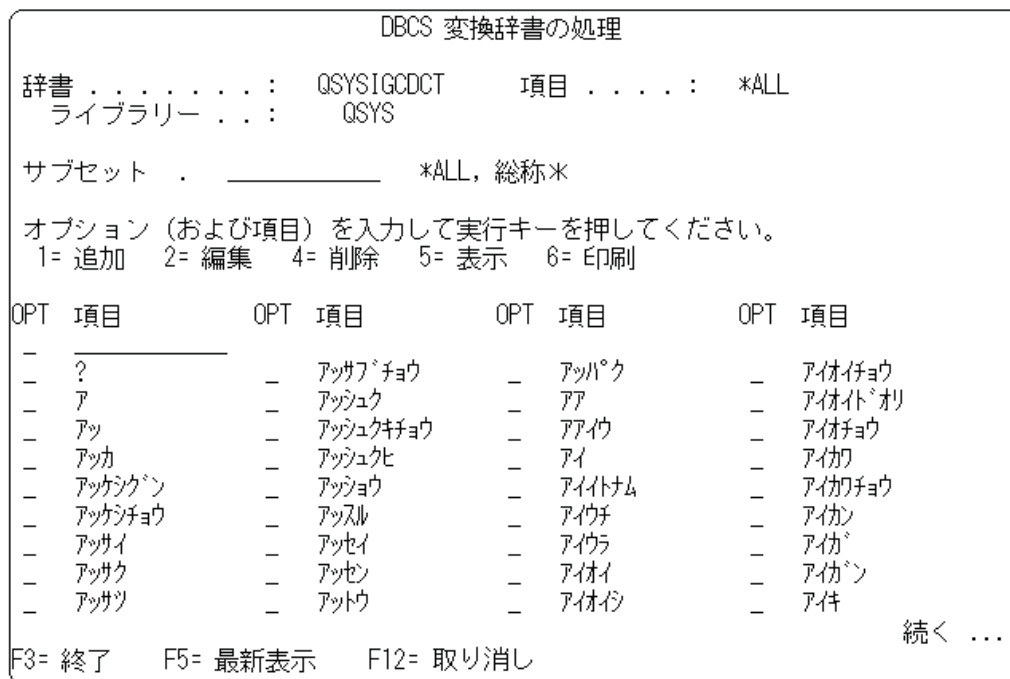 DBCS 変換辞書の処理
辞書 . . . . . . . :   QSYSIGCDCT   項目 . . . . :   *ALL
ライブラリー . . :   QSYS
サブセット . __________ *ALL, 総称*
オプション (および項目) を入力して実行キーを押してください。
1= 追加   2= 編集   4= 削除   5= 表示   6= 印刷
OPT 項目   OPT 項目   OPT 項目   OPT 項目
_ __________
_ ?   _ アッサブチョウ   _ アッパク   _ アイオイチョウ
_ ア   _ アッシュク   _ アア   _ アイオイドオリ
_ アッ   _ アッシュクキチョウ   _ アアイウ   _ アイオチョウ
_ アッカ   _ アッシュクヒ   _ アイ   _ アイカワ
_ アッケシグン   _ アッショウ   _ アイイトナム   _ アイカワチョウ
_ アッケシチョウ   _ アッスル   _ アイウチ   _ アイカン
_ アッサイ   _ アッセイ   _ アイウラ   _ アイガ
_ アッサク   _ アッセン   _ アイオイ   _ アイガン
_ アッサツ   _ アットウ   _ アイオイシ   _ アイキ
続く ...
F3= 終了   F5= 最新表示   F12= 取り消し